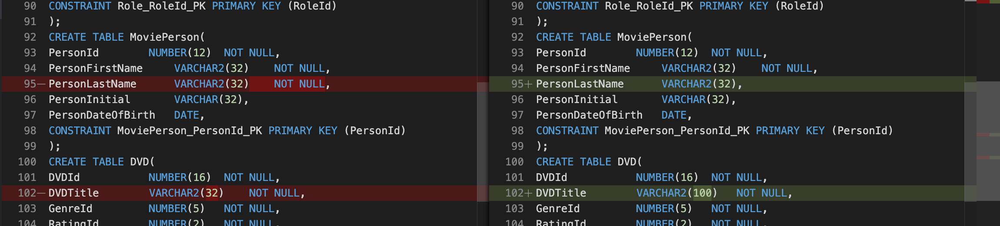 90 CONSTRAINT Role_RoleId_PK PRIMARY KEY (RoleId)
91 );
92 CREATE TABLE MoviePerson(
93 PersonId NUMBER(12) NOT NULL,
94 PersonFirstName VARCHAR2(32) NOT NULL,
95— PersonLastName VARCHAR2(32) NOT NULL,
96 PersonInitial VARCHAR(32),
97 PersonDateOfBirth DATE,
98 CONSTRAINT MoviePerson_PersonId_PK PRIMARY KEY (PersonId)
99 );
100 CREATE TABLE DVD(
101 DVDId NUMBER(16) NOT NULL,
102— DVDTitle VARCHAR2(32) NOT NULL,
103 GenreId NUMBER(5) NOT NULL,
104 RatingId NUMBER(2) NOT NULL,
90 CONSTRAINT Role_RoleId_PK PRIMARY KEY (RoleId)
91 );
92 CREATE TABLE MoviePerson(
93 PersonId NUMBER(12) NOT NULL,
94 PersonFirstName VARCHAR2(32) NOT NULL,
95+ PersonLastName VARCHAR2(32),
96 PersonInitial VARCHAR(32),
97 PersonDateOfBirth DATE,
98 CONSTRAINT MoviePerson_PersonId_PK PRIMARY KEY (PersonId)
99 );
100 CREATE TABLE DVD(
101 DVDId NUMBER(16) NOT NULL,
102+ DVDTitle VARCHAR2(100) NOT NULL,
103 GenreId NUMBER(5) NOT NULL,
104 RatingId NUMBER(2) NOT NULL,